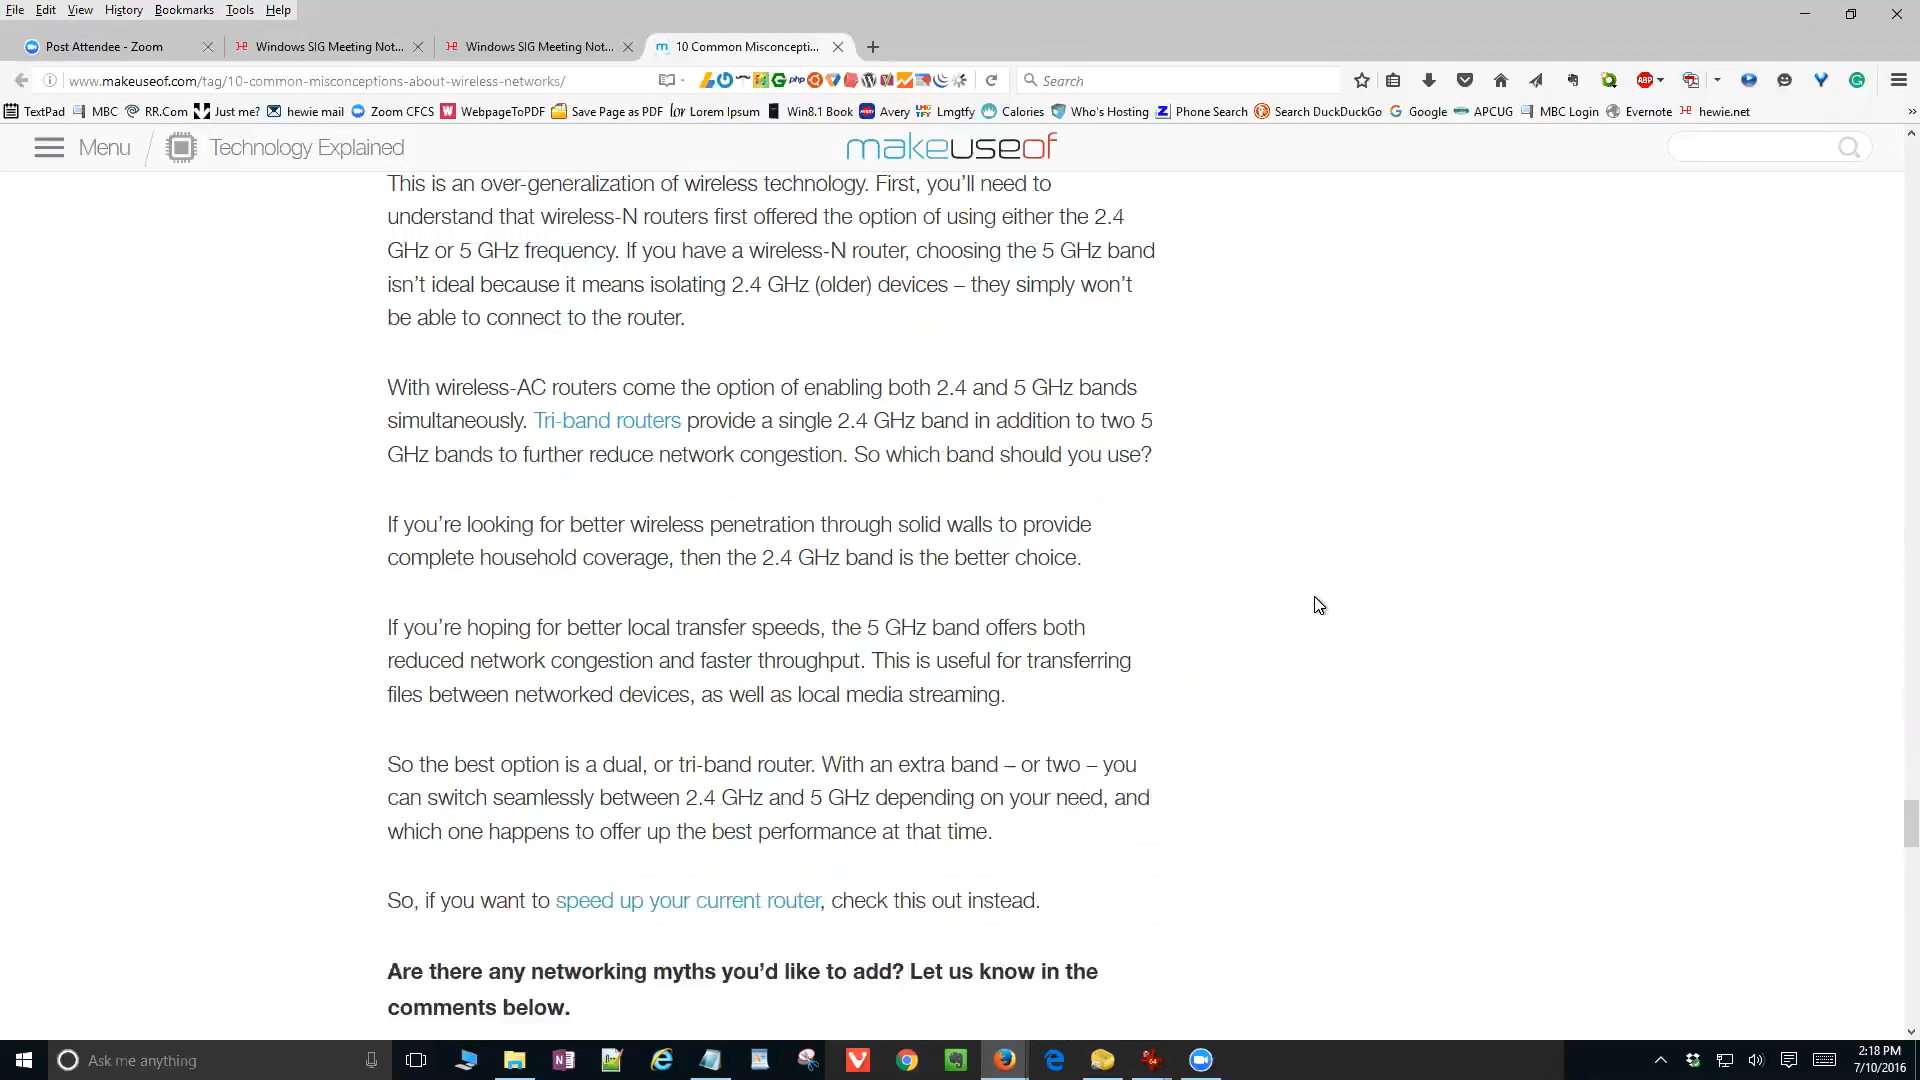 File Edit View History Bookmarks Tools Help
Post Attendee - Zoom
Windows SIG Meeting Not...
Windows SIG Meeting Not...
10 Common Misconcepti...
www.makeuseof.com/tag/10-common-misconceptions-about-wireless-networks/
php
Search
ABP
TextPad MBC RR.Com Just me? hewie mail Zoom CFCS WebpageToPDF Save Page as PDF Lorem Ipsum Win8.1 Book Avery Lmgtfy Calories Who's Hosting Phone Search Search DuckDuckGo Google APCUG MBC Login Evernote hewie.net
Menu Technology Explained
makeuseof
This is an over-generalization of wireless technology. First, you’ll need to
understand that wireless-N routers first offered the option of using either the 2.4
GHz or 5 GHz frequency. If you have a wireless-N router, choosing the 5 GHz band
isn’t ideal because it means isolating 2.4 GHz (older) devices – they simply won’t
be able to connect to the router.
With wireless-AC routers come the option of enabling both 2.4 and 5 GHz bands
simultaneously. Tri-band routers provide a single 2.4 GHz band in addition to two 5
GHz bands to further reduce network congestion. So which band should you use?
If you’re looking for better wireless penetration through solid walls to provide
complete household coverage, then the 2.4 GHz band is the better choice.
If you’re hoping for better local transfer speeds, the 5 GHz band offers both
reduced network congestion and faster throughput. This is useful for transferring
files between networked devices, as well as local media streaming.
So the best option is a dual, or tri-band router. With an extra band – or two – you
can switch seamlessly between 2.4 GHz and 5 GHz depending on your need, and
which one happens to offer up the best performance at that time.
So, if you want to speed up your current router, check this out instead.
Are there any networking myths you’d like to add? Let us know in the
comments below.
Ask me anything
2:18 PM
7/10/2016